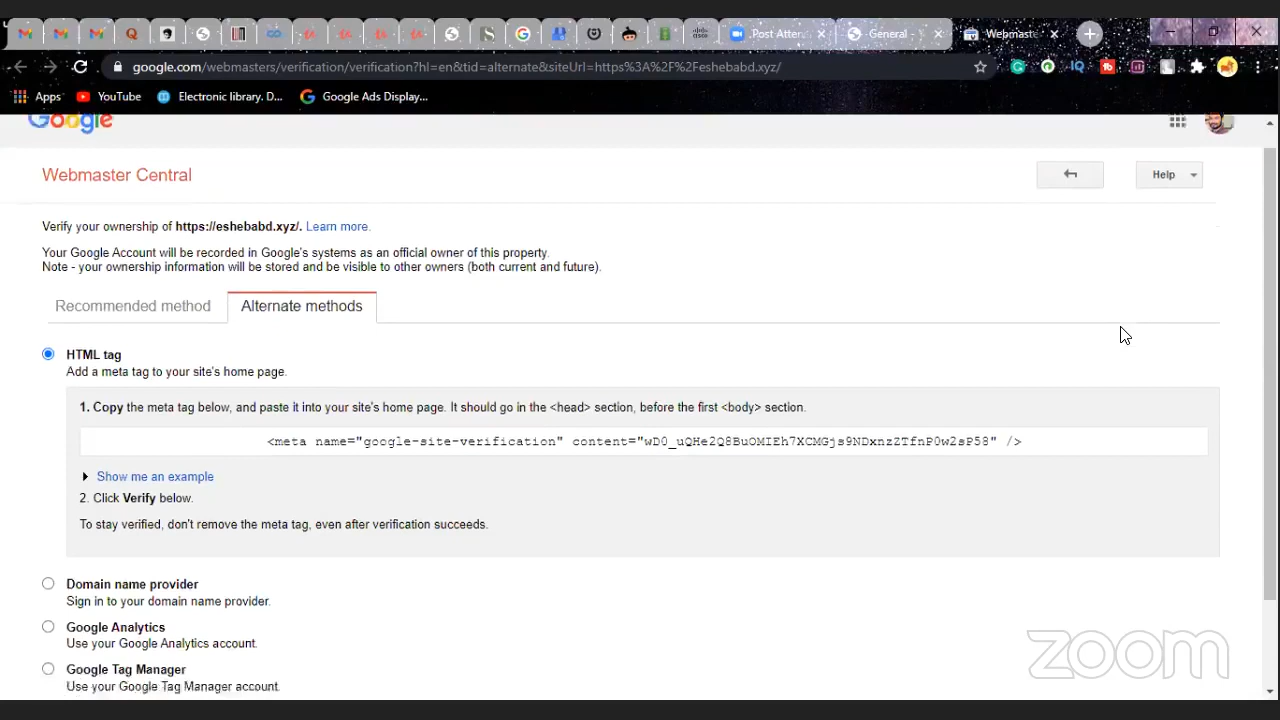 Post Atten
General -
Webmaste
google.com/webmasters/verification/verification?hl=en&tid=alternate&siteUrl=https%3A%2F%2Feshebabd.xyz/
Apps YouTube Electronic library. D... Google Ads Display...
Google
Webmaster Central
Help
Verify your ownership of https://eshebabd.xyz/. Learn more.
Your Google Account will be recorded in Google's systems as an official owner of this property.
Note - your ownership information will be stored and be visible to other owners (both current and future).
Recommended method Alternate methods
HTML tag
Add a meta tag to your site's home page.
1. Copy the meta tag below, and paste it into your site's home page. It should go in the <head> section, before the first <body> section.
<meta name="google-site-verification" content="wD0_uQHe2Q8BuOMIEh7XCMGjs9NDxnzZTfnP0w2sP58" />
Show me an example
2. Click Verify below.
To stay verified, don't remove the meta tag, even after verification succeeds.
Domain name provider
Sign in to your domain name provider.
Google Analytics
Use your Google Analytics account.
Google Tag Manager
Use your Google Tag Manager account.
zoom